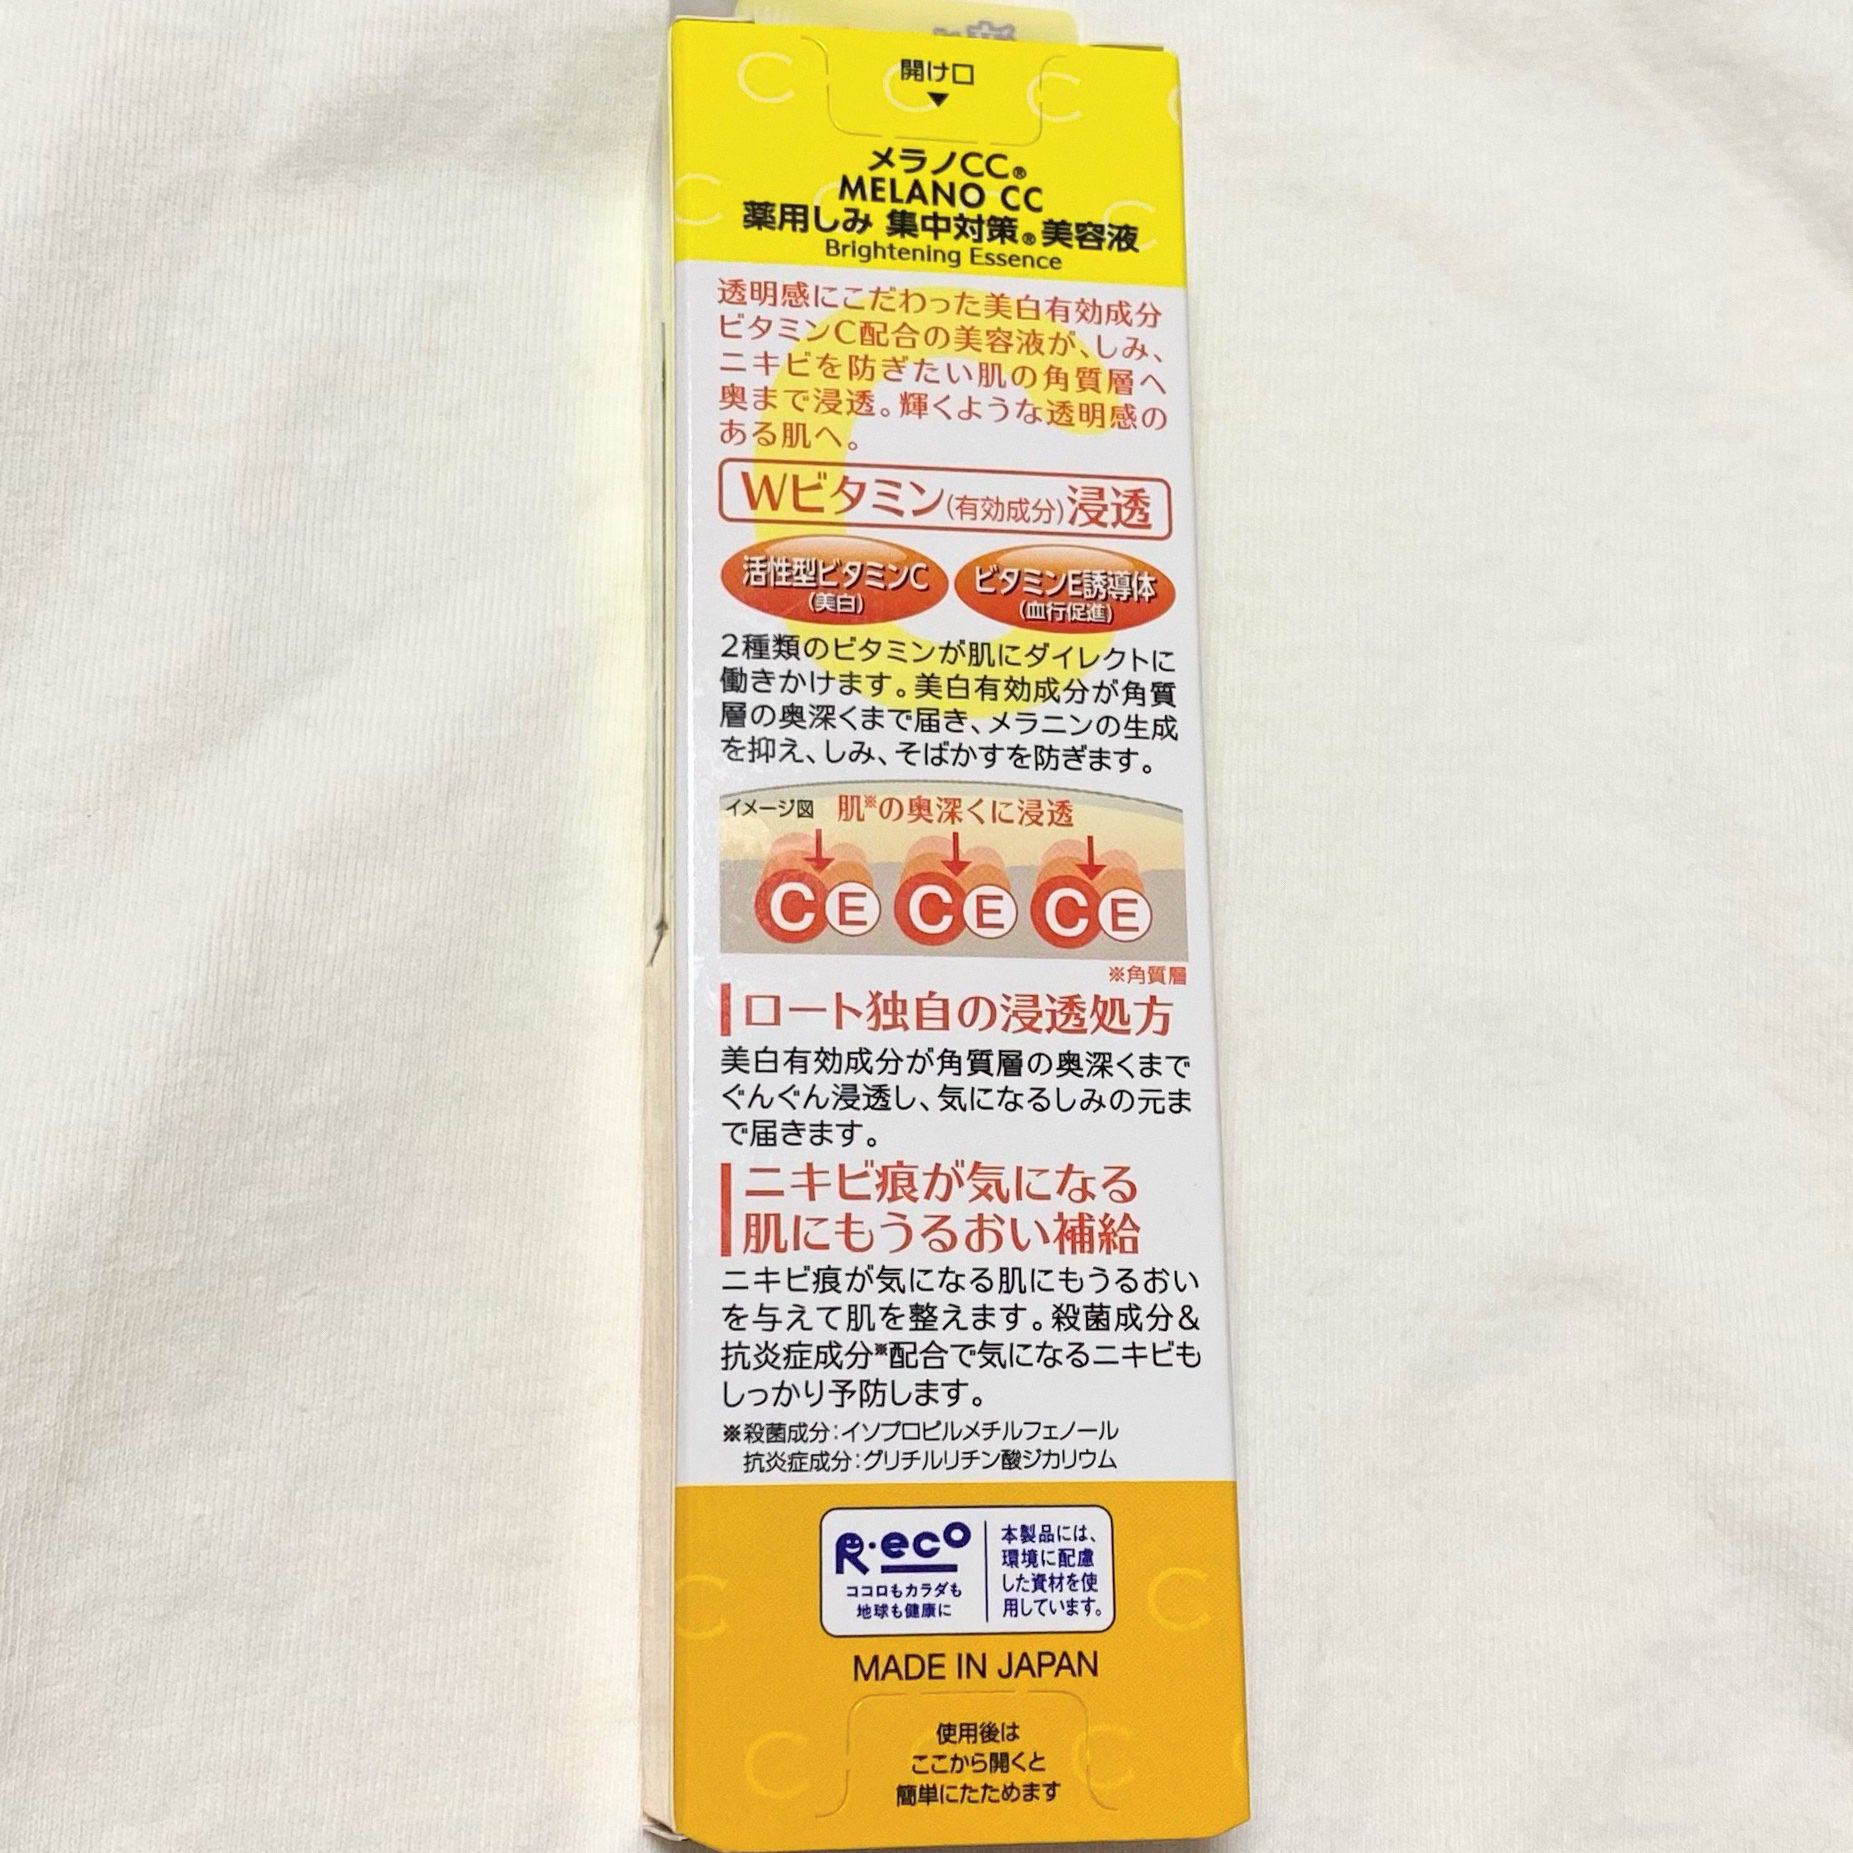 開け口
メラノCC®
MELANO CC
薬用しみ 集中対策®美容液
Brightening Essence
透明感にこだわった美白有効成分
ビタミンC配合の美容液が、しみ、
ニキビを防ぎたい肌の角質層へ
奥まで浸透。輝くような透明感の
ある肌へ。
Wビタミン(有効成分)浸透
活性型ビタミンC
(美白)
ビタミンE誘導体
(血行促進)
2種類のビタミンが肌にダイレクトに
働きかけます。美白有効成分が角質
層の奥深くまで届き、メラニンの生成
を抑え、しみ、そばかすを防ぎます。
イメージ図 肌※の奥深くに浸透
C E C E C E
※角質層
ロート独自の浸透処方
美白有効成分が角質層の奥深くまで
ぐんぐん浸透し、気になるしみの元ま
で届きます。
ニキビ痕が気になる
肌にもうるおい補給
ニキビ痕が気になる肌にもうるおい
を与えて肌を整えます。殺菌成分&
抗炎症成分※配合で気になるニキビも
しっかり予防します。
※殺菌成分:イソプロピルメチルフェノール
抗炎症成分:グリチルリチン酸ジカリウム
R・eco
ココロもカラダも
地球も健康に
本製品には、
環境に配慮
した資材を使
用しています。
MADE IN JAPAN
使用後は
ここから開くと
簡単にたためます